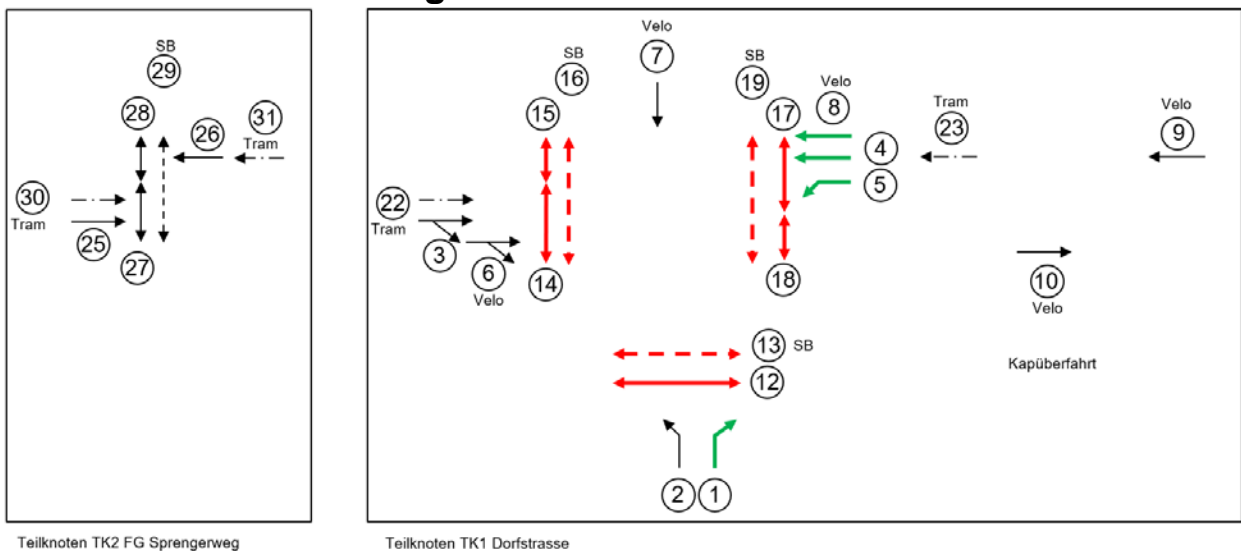 SB
29
28
26
31
Tram
30
Tram
25
27
Teilknoten TK2 FG Sprengerweg
Velo
7
SB
16
15
SB
19
17
Velo
8
4
5
Tram
23
Velo
9
22
Tram
3
6
Velo
14
18
10
Velo
13 SB
12
Kapüberfahrt
2
1
Teilknoten TK1 Dorfstrasse